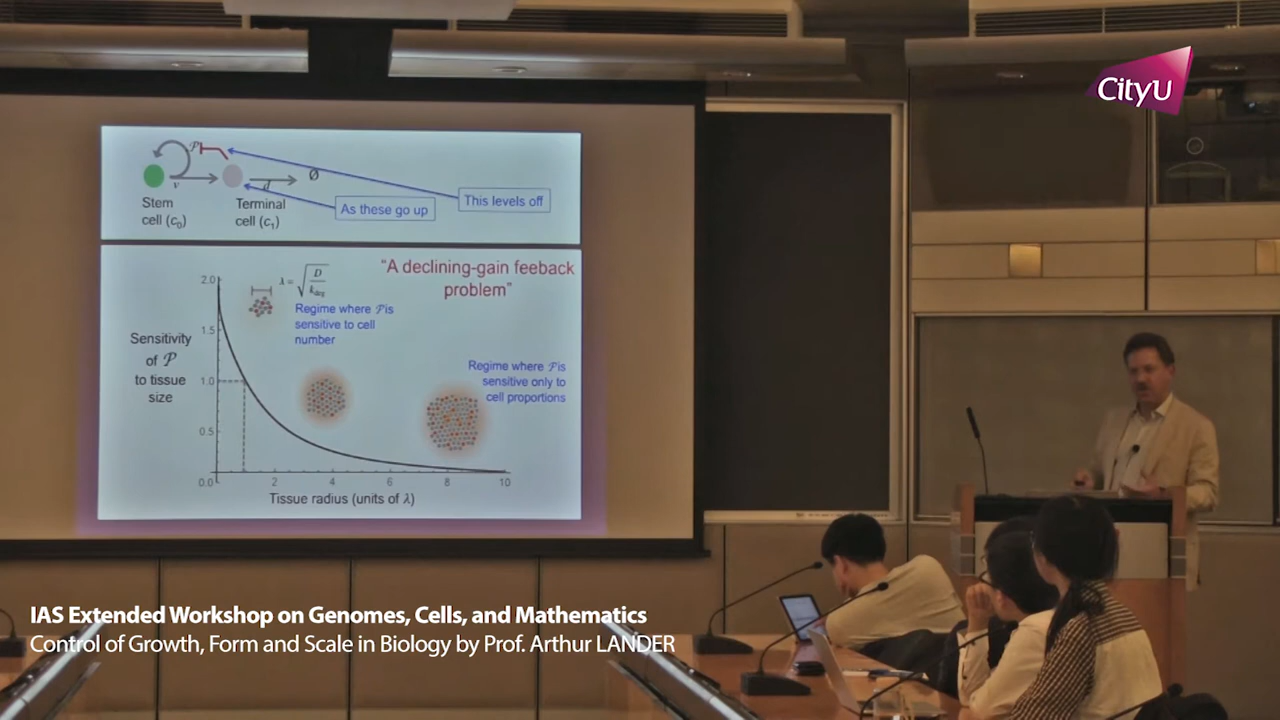 CityU
P
v
d
Ø
Stem
cell (c0)
Terminal
cell (c1)
As these go up
This levels off
"A declining-gain feeback
problem"
λ = √D/kdeg
Regime where P is
sensitive to cell
number
Regime where P is
sensitive only to
cell proportions
Sensitivity
of P
to tissue
size
2.0
1.5
1.0
0.5
0.0
2 4 6 8 10
Tissue radius (units of λ)
IAS Extended Workshop on Genomes, Cells, and Mathematics
Control of Growth, Form and Scale in Biology by Prof. Arthur LANDER